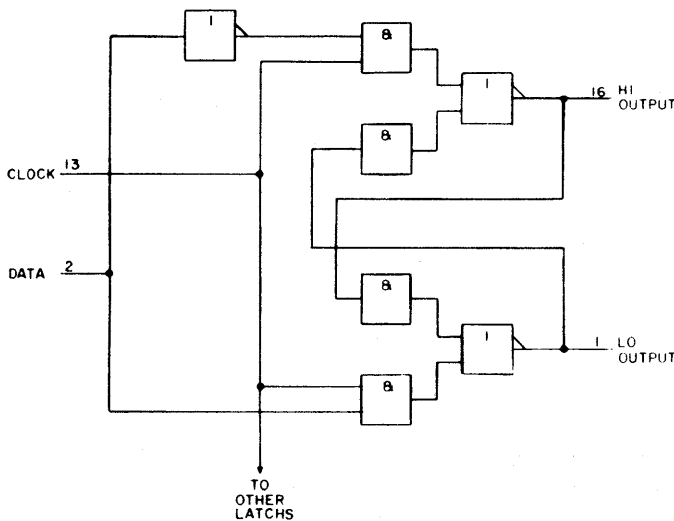 1
&
16 HI
OUTPUT
1
&
CLOCK 13
DATA 2
&
1
1 LO
OUTPUT
&
TO
OTHER
LATCHS